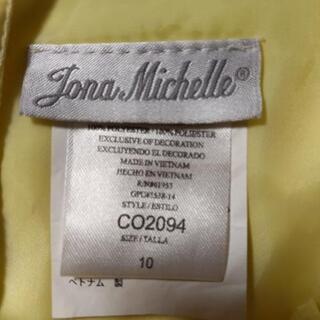 Jona Michelle®
100% POLYESTER / 100% POLIESTER
EXCLUSIVE OF DECORATION
EXCLUYENDO EL DECORADO
MADE IN VIETNAM
HECHO EN VIETNAM
STYLE / ESTILO
CO2094
SIZE / TALLA
10
ベトナム 製